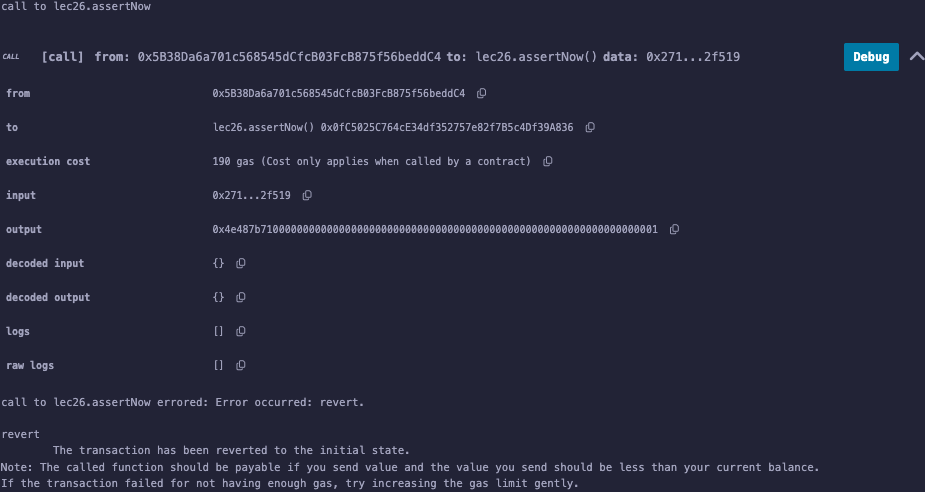 call to lec26.assertNow
CALL [call] from: 0x5B38Da6a701c568545dCfcB03FcB875f56beddC4 to: lec26.assertNow() data: 0x271...2f519 Debug
from 0x5B38Da6a701c568545dCfcB03FcB875f56beddC4
to lec26.assertNow() 0x0fC5025C764cE34df352757e82f7B5c4Df39A836
execution cost 190 gas (Cost only applies when called by a contract)
input 0x271...2f519
output 0x4e487b710000000000000000000000000000000000000000000000000000000000000001
decoded input {}
decoded output {}
logs []
raw logs []
call to lec26.assertNow errored: Error occurred: revert.
revert
The transaction has been reverted to the initial state.
Note: The called function should be payable if you send value and the value you send should be less than your current balance.
If the transaction failed for not having enough gas, try increasing the gas limit gently.